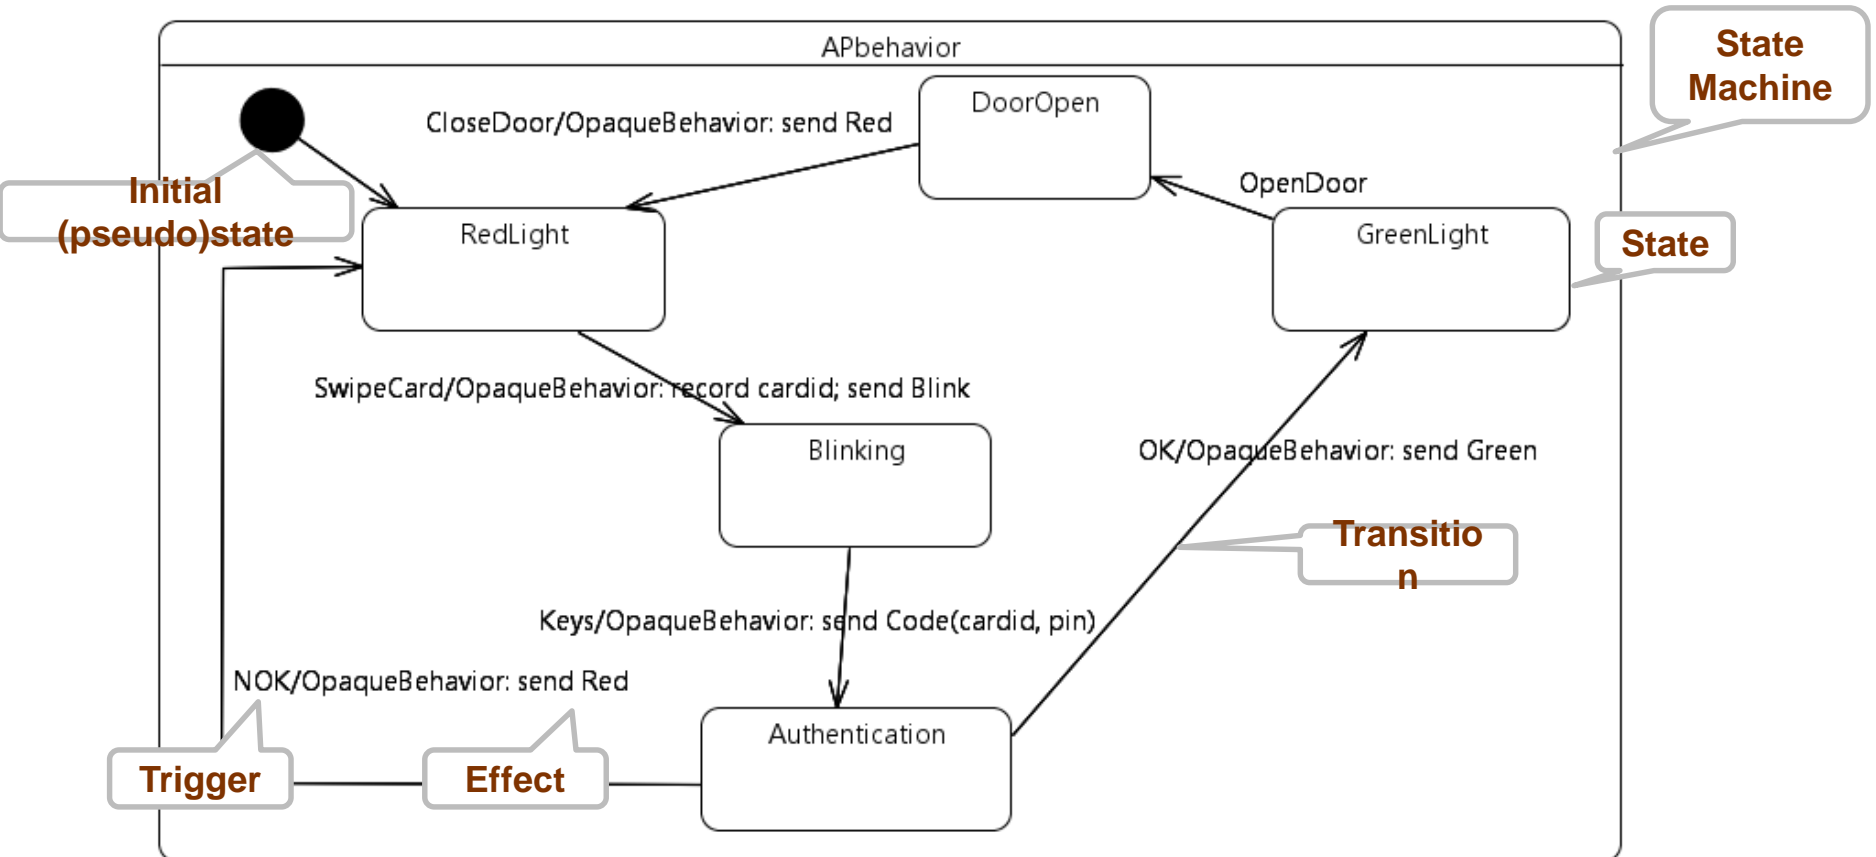 APbehavior
State
Machine
DoorOpen
CloseDoor/OpaqueBehavior: send Red
Initial
(pseudo)state
OpenDoor
RedLight
GreenLight
State
SwipeCard/OpaqueBehavior: record cardid; send Blink
Blinking
OK/OpaqueBehavior: send Green
Transitio
n
Keys/OpaqueBehavior: send Code(cardid, pin)
NOK/OpaqueBehavior: send Red
Authentication
Trigger
Effect